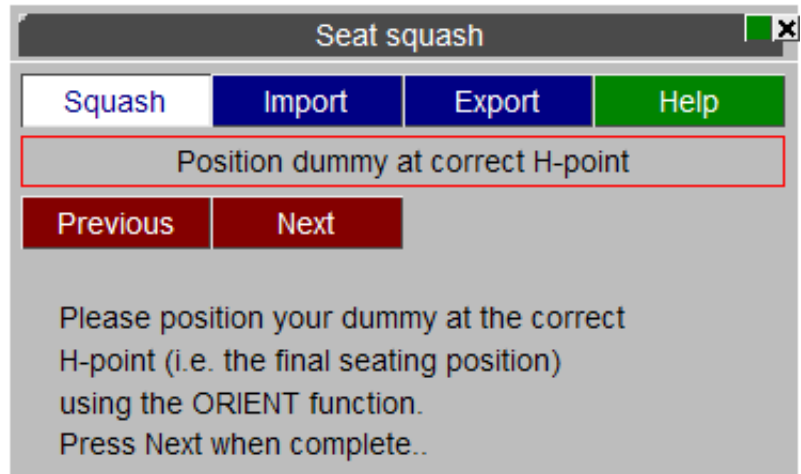 Seat squash
Squash Import Export Help
Position dummy at correct H-point
Previous Next
Please position your dummy at the correct
H-point (i.e. the final seating position)
using the ORIENT function.
Press Next when complete..